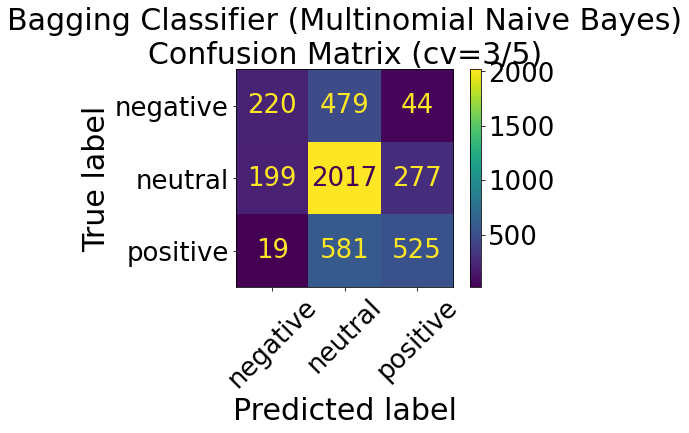 Bagging Classifier (Multinomial Naive Bayes)
Confusion Matrix (cv=3/5)
True label
negative 220 479 44
neutral 199 2017 277
positive 19 581 525
negative neutral positive
Predicted label
2000
1500
1000
500